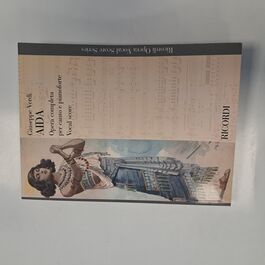 Ricordi Opera Vocal Score Series
Giuseppe Verdi
AIDA
Opera completa
per canto e pianoforte
Vocal score
RICORDI